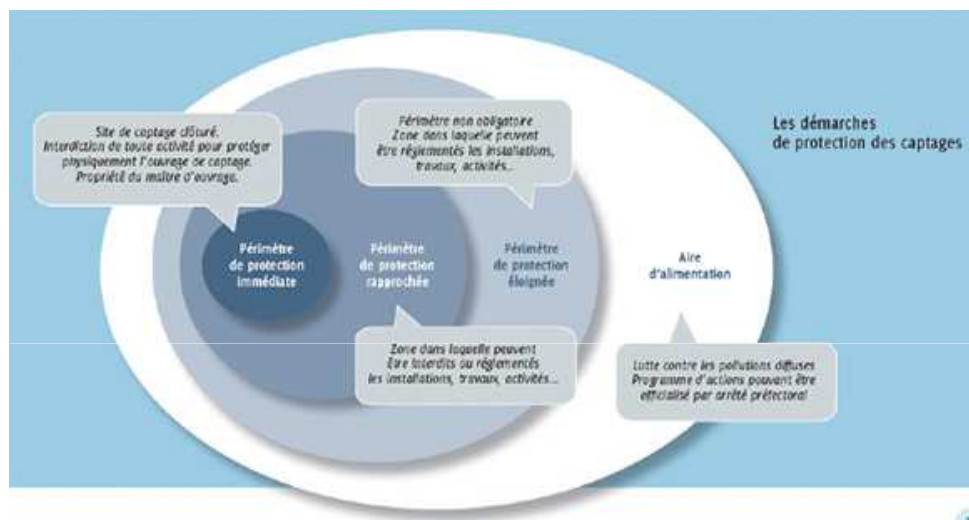 Les démarches
de protection des captages
Site de captage clôturé.
Interdiction de toute activité pour protéger
physiquement l'ouvrage de captage.
Propriété du maître d'ouvrage.
Périmètre non obligatoire
Zone dans laquelle peuvent
être réglementés les installations,
travaux, activités...
Périmètre
de protection
immédiate
Périmètre
de protection
rapprochée
Périmètre
de protection
éloignée
Aire
d'alimentation
Zone dans laquelle peuvent
être interdits ou réglementés
les installations, travaux, activités...
Lutte contre les pollutions diffuses
Programme d'actions pouvant être
officialisé par arrêté préfectoral